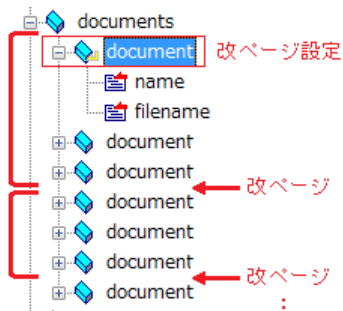 documents
document 改ページ設定
name
filename
document
document
改ページ
document
document
document
改ページ
document
: